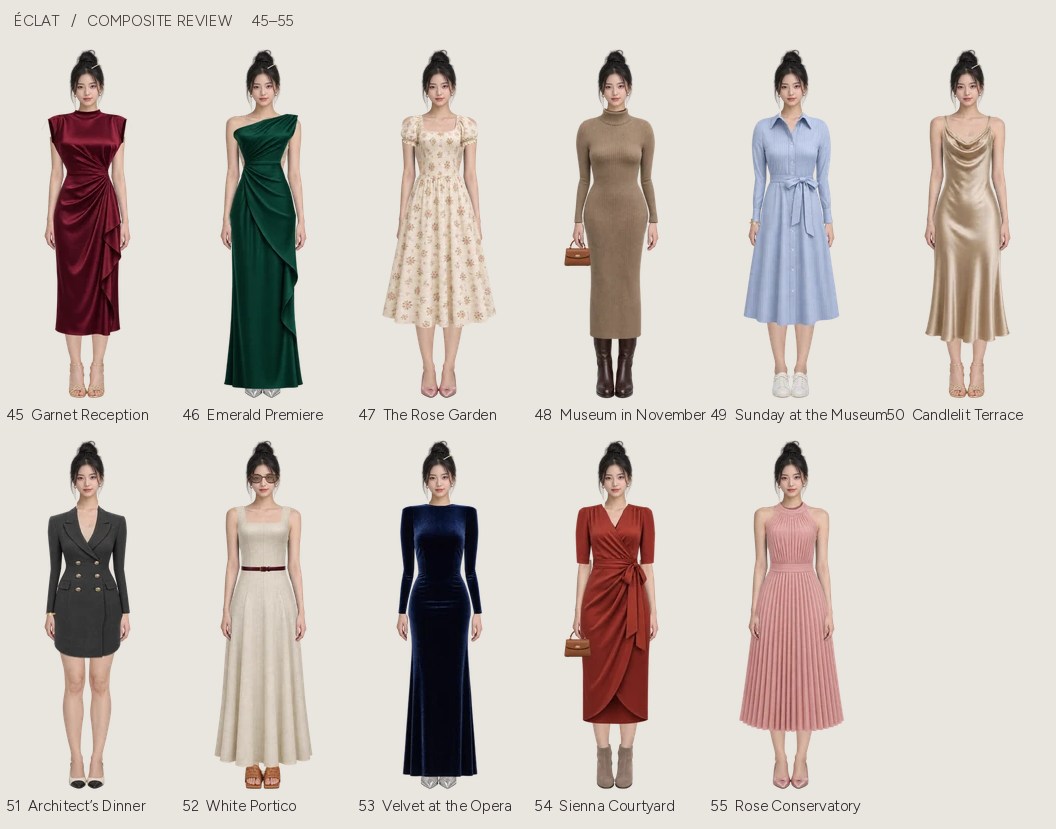 ÉCLAT / COMPOSITE REVIEW 45–55
45 Garnet Reception
46 Emerald Premiere
47 The Rose Garden
48 Museum in November
49 Sunday at the Museum
50 Candlelit Terrace
51 Architect's Dinner
52 White Portico
53 Velvet at the Opera
54 Sienna Courtyard
55 Rose Conservatory